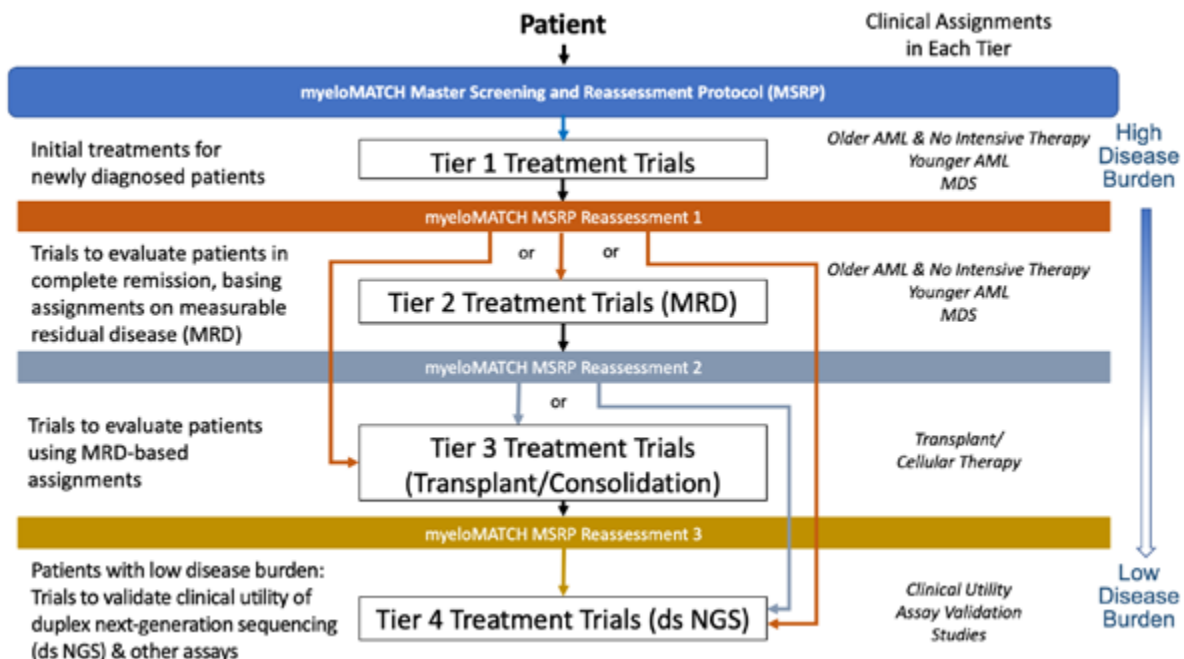 Patient
Clinical Assignments
in Each Tier
myeloMATCH Master Screening and Reassessment Protocol (MSRP)
Initial treatments for
newly diagnosed patients
Tier 1 Treatment Trials
Older AML & No Intensive Therapy
Younger AML
MDS
High
Disease
Burden
myeloMATCH MSRP Reassessment 1
Trials to evaluate patients in
complete remission, basing
assignments on measurable
residual disease (MRD)
or
or
Tier 2 Treatment Trials (MRD)
Older AML & No Intensive Therapy
Younger AML
MDS
myeloMATCH MSRP Reassessment 2
or
Trials to evaluate patients
using MRD-based
assignments
Tier 3 Treatment Trials
(Transplant/Consolidation)
Transplant/
Cellular Therapy
myeloMATCH MSRP Reassessment 3
Patients with low disease burden:
Trials to validate clinical utility of
duplex next-generation sequencing
(ds NGS) & other assays
Tier 4 Treatment Trials (ds NGS)
Clinical Utility
Assay Validation
Studies
Low
Disease
Burden